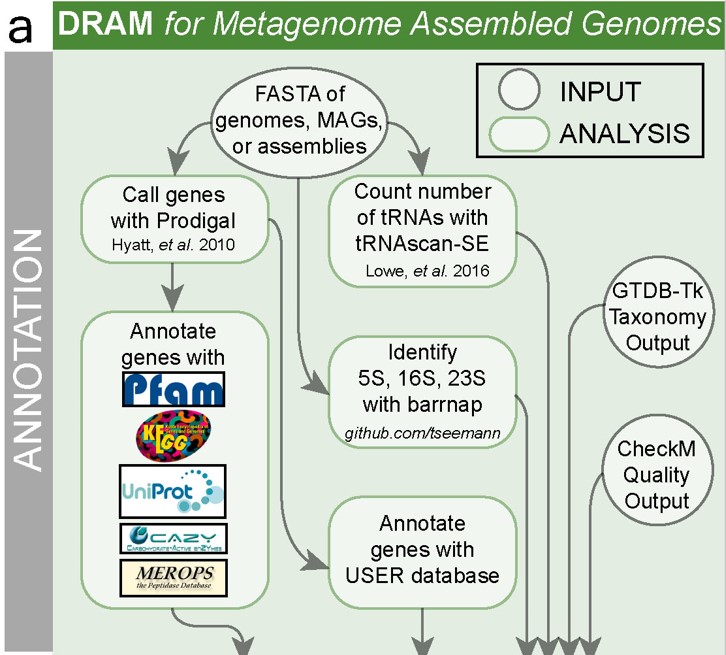 a
DRAM for Metagenome Assembled Genomes
ANNOTATION
FASTA of
genomes, MAGs,
or assemblies
INPUT
ANALYSIS
Call genes
with Prodigal
Hyatt, et al. 2010
Count number
of tRNAs with
tRNAscan-SE
Lowe, et al. 2016
GTDB-Tk
Taxonomy
Output
Annotate
genes with
Pfam
KEGG
UniProt
CAZY
CARBOHYDRATE-ACTIVE ENZYMES
MEROPS
the Peptidase Database
Identify
5S, 16S, 23S
with barrnap
github.com/tseemann
CheckM
Quality
Output
Annotate
genes with
USER database